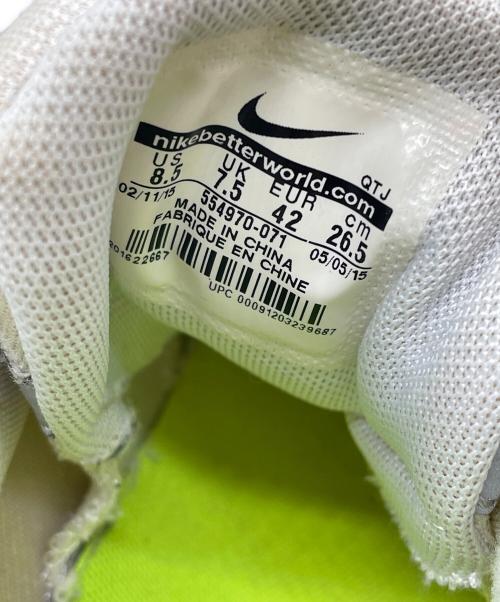 nikebetterworld.com QTJ
US UK EUR cm
8.5 7.5 42 26.5
02/11/15 554970-071 05/05/15
MADE IN CHINA
FABRIQUE EN CHINE
201622667
UPC 00091203239687